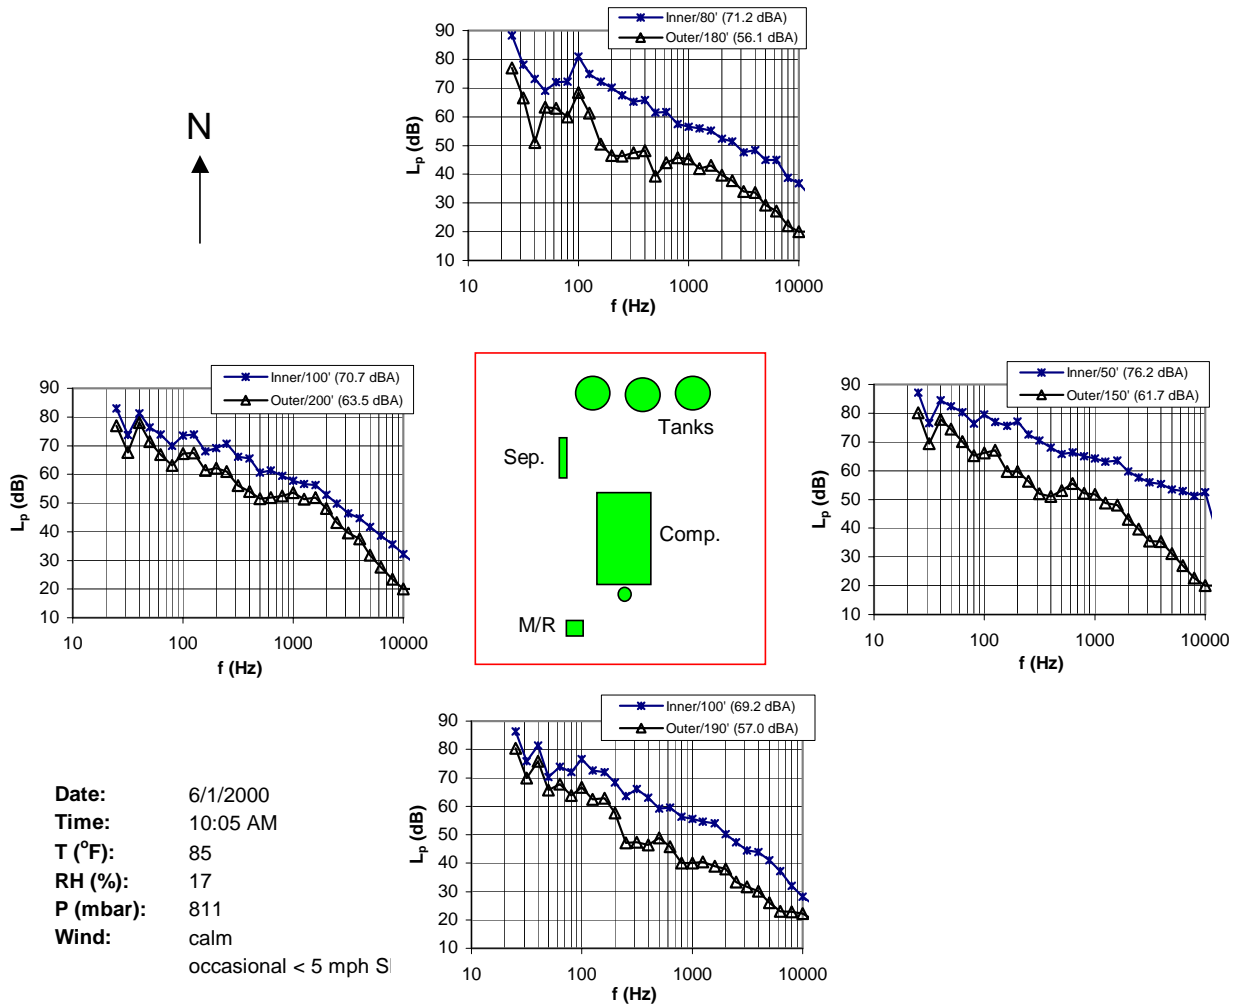 Inner/80' (71.2 dBA)
Outer/180' (56.1 dBA)
90
80
70
60
50
40
30
20
10
Lp (dB)
10 100 1000 10000
f (Hz)
N
Inner/100' (70.7 dBA)
Outer/200' (63.5 dBA)
90
80
70
60
50
40
30
20
10
Lp (dB)
10 100 1000 10000
f (Hz)
Tanks
Sep.
Comp.
M/R
Inner/50' (76.2 dBA)
Outer/150' (61.7 dBA)
90
80
70
60
50
40
30
20
10
Lp (dB)
10 100 1000 10000
f (Hz)
Inner/100' (69.2 dBA)
Outer/190' (57.0 dBA)
90
80
70
60
50
40
30
20
10
Lp (dB)
10 100 1000 10000
f (Hz)
Date: 6/1/2000
Time: 10:05 AM
T (°F): 85
RH (%): 17
P (mbar): 811
Wind: calm
occasional < 5 mph